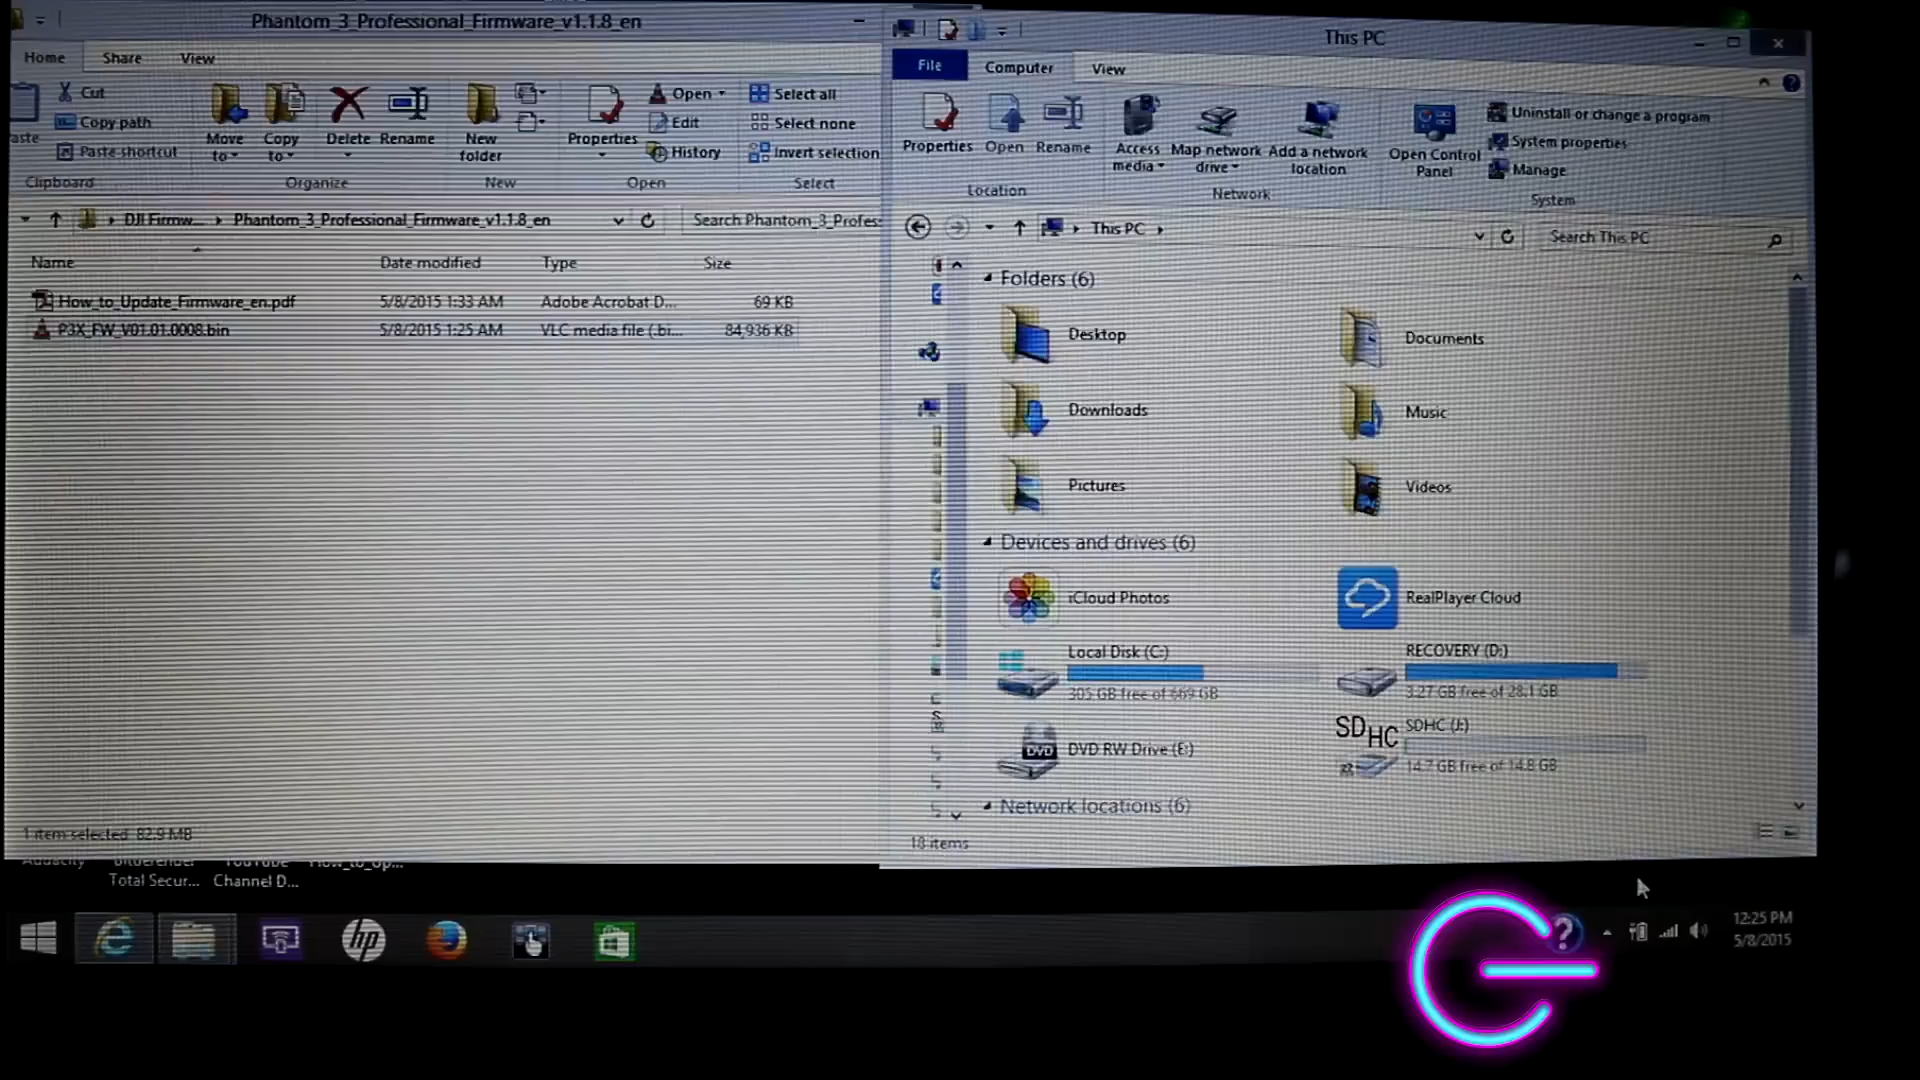 Phantom_3_Professional_Firmware_v1.1.8_en
Home Share View
Cut
Copy path
Paste shortcut
Clipboard
Move to
Copy to
Delete
Rename
Organize
New folder
New
Properties
Open
Edit
History
Open
Select all
Select none
Invert selection
Select
DJI Firmw... Phantom_3_Professional_Firmware_v1.1.8_en
Search Phantom_3_Profes
Name Date modified Type Size
How_to_Update_Firmware_en.pdf 5/8/2015 1:33 AM Adobe Acrobat D... 69 KB
P3X_FW_V01.01.0008.bin 5/8/2015 1:25 AM VLC media file (.bi... 84,936 KB
1 item selected 82.9 MB
This PC
File Computer View
Properties
Open
Rename
Location
Access media
Map network drive
Add a network location
Network
Open Control Panel
Uninstall or change a program
System properties
Manage
System
This PC
Search This PC
Folders (6)
Desktop
Documents
Downloads
Music
Pictures
Videos
Devices and drives (6)
iCloud Photos
RealPlayer Cloud
Local Disk (C:)
305 GB free of 669 GB
RECOVERY (D:)
3.27 GB free of 28.1 GB
DVD
DVD RW Drive (E:)
SDHC
SDHC (J:)
14.7 GB free of 14.8 GB
Network locations (6)
18 items
Total Secur... Channel D...
hp
12:25 PM
5/8/2015